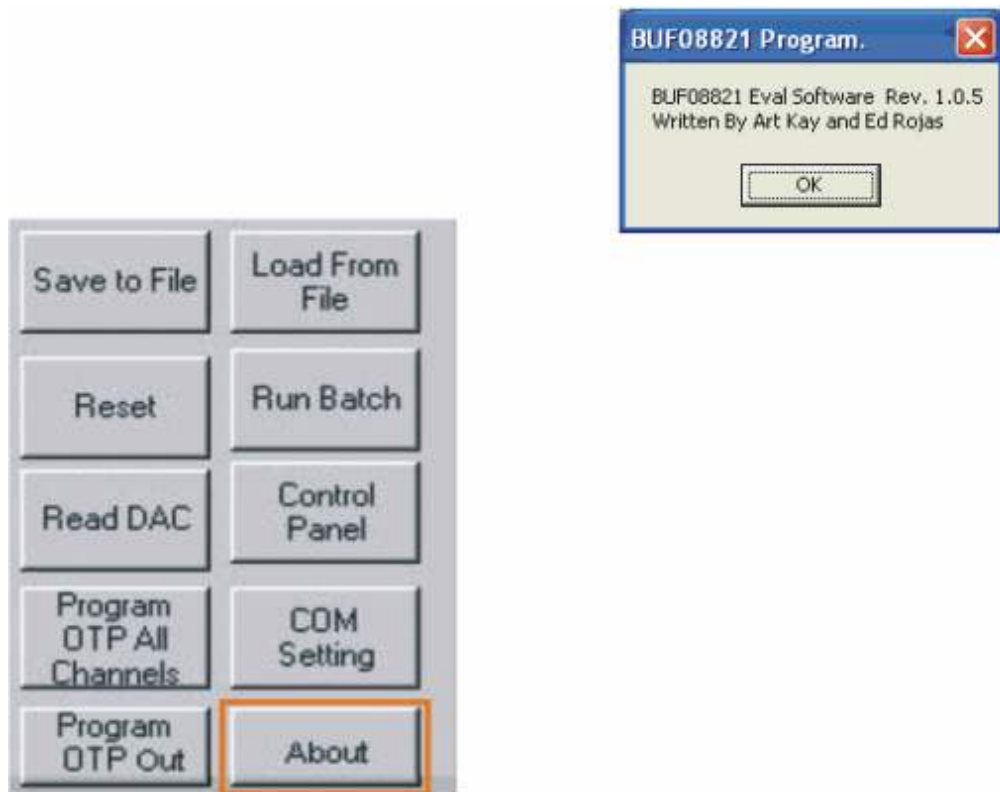 BUF08821 Program.
BUF08821 Eval Software Rev. 1.0.5
Written By Art Kay and Ed Rojas
OK
Save to File
Load From
File
Reset
Run Batch
Read DAC
Control
Panel
Program
OTP All
Channels
COM
Setting
Program
OTP Out
About